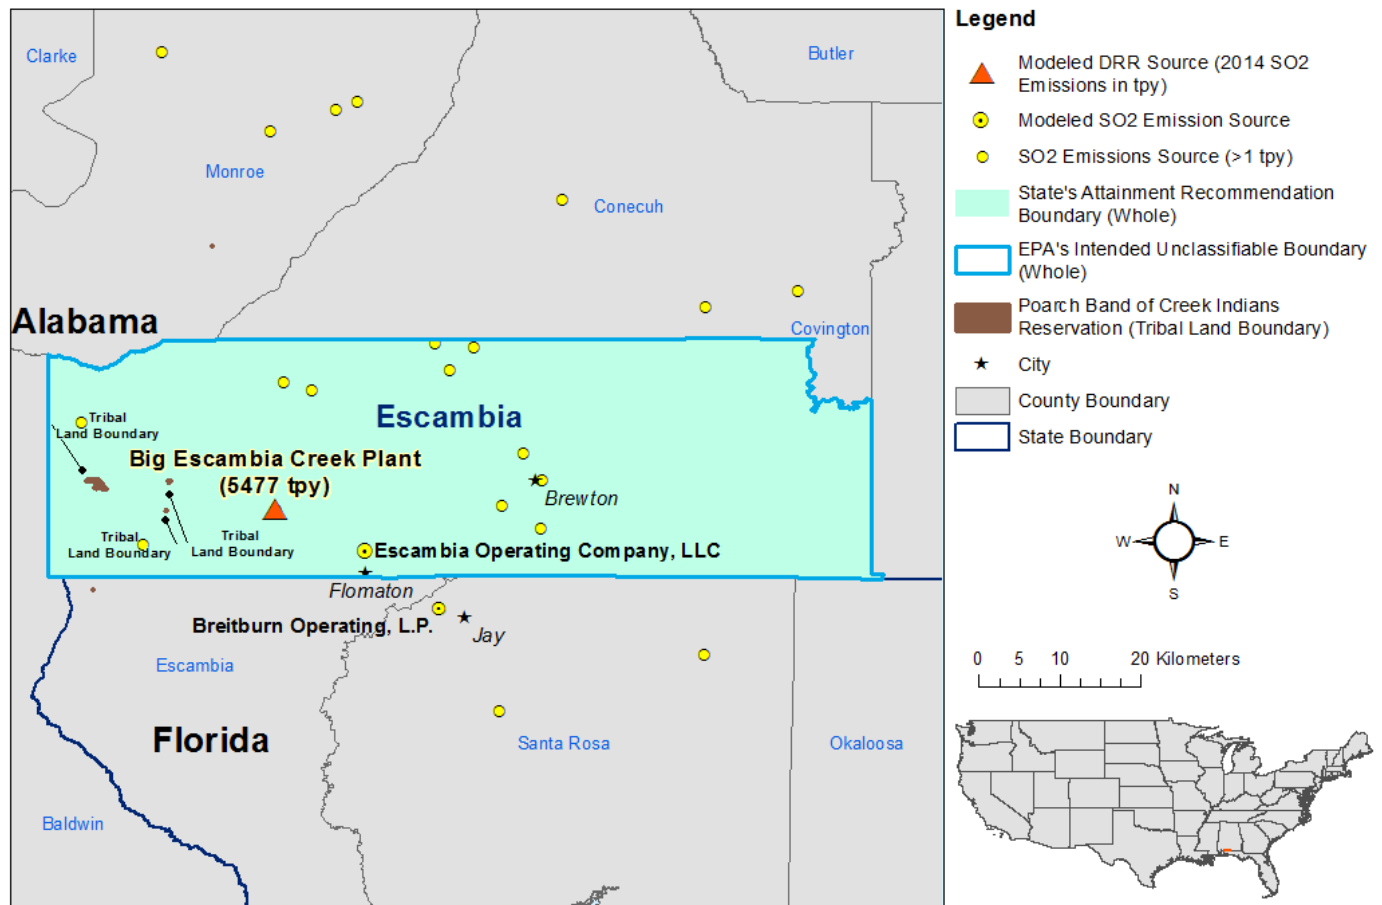 Clarke
Butler
Monroe
Conecuh
Alabama
Covington
Escambia
Tribal
Land Boundary
Big Escambia Creek Plant
(5477 tpy)
Brewton
Tribal
Land Boundary
Tribal
Land Boundary
Escambia Operating Company, LLC
Flomaton
Breitburn Operating, L.P.
Jay
Escambia
Florida
Santa Rosa
Okaloosa
Baldwin
Legend
Modeled DRR Source (2014 SO2
Emissions in tpy)
Modeled SO2 Emission Source
SO2 Emissions Source (>1 tpy)
State's Attainment Recommendation
Boundary (Whole)
EPA's Intended Unclassifiable Boundary
(Whole)
Poarch Band of Creek Indians
Reservation (Tribal Land Boundary)
City
County Boundary
State Boundary
N
W E
S
0 5 10 20 Kilometers